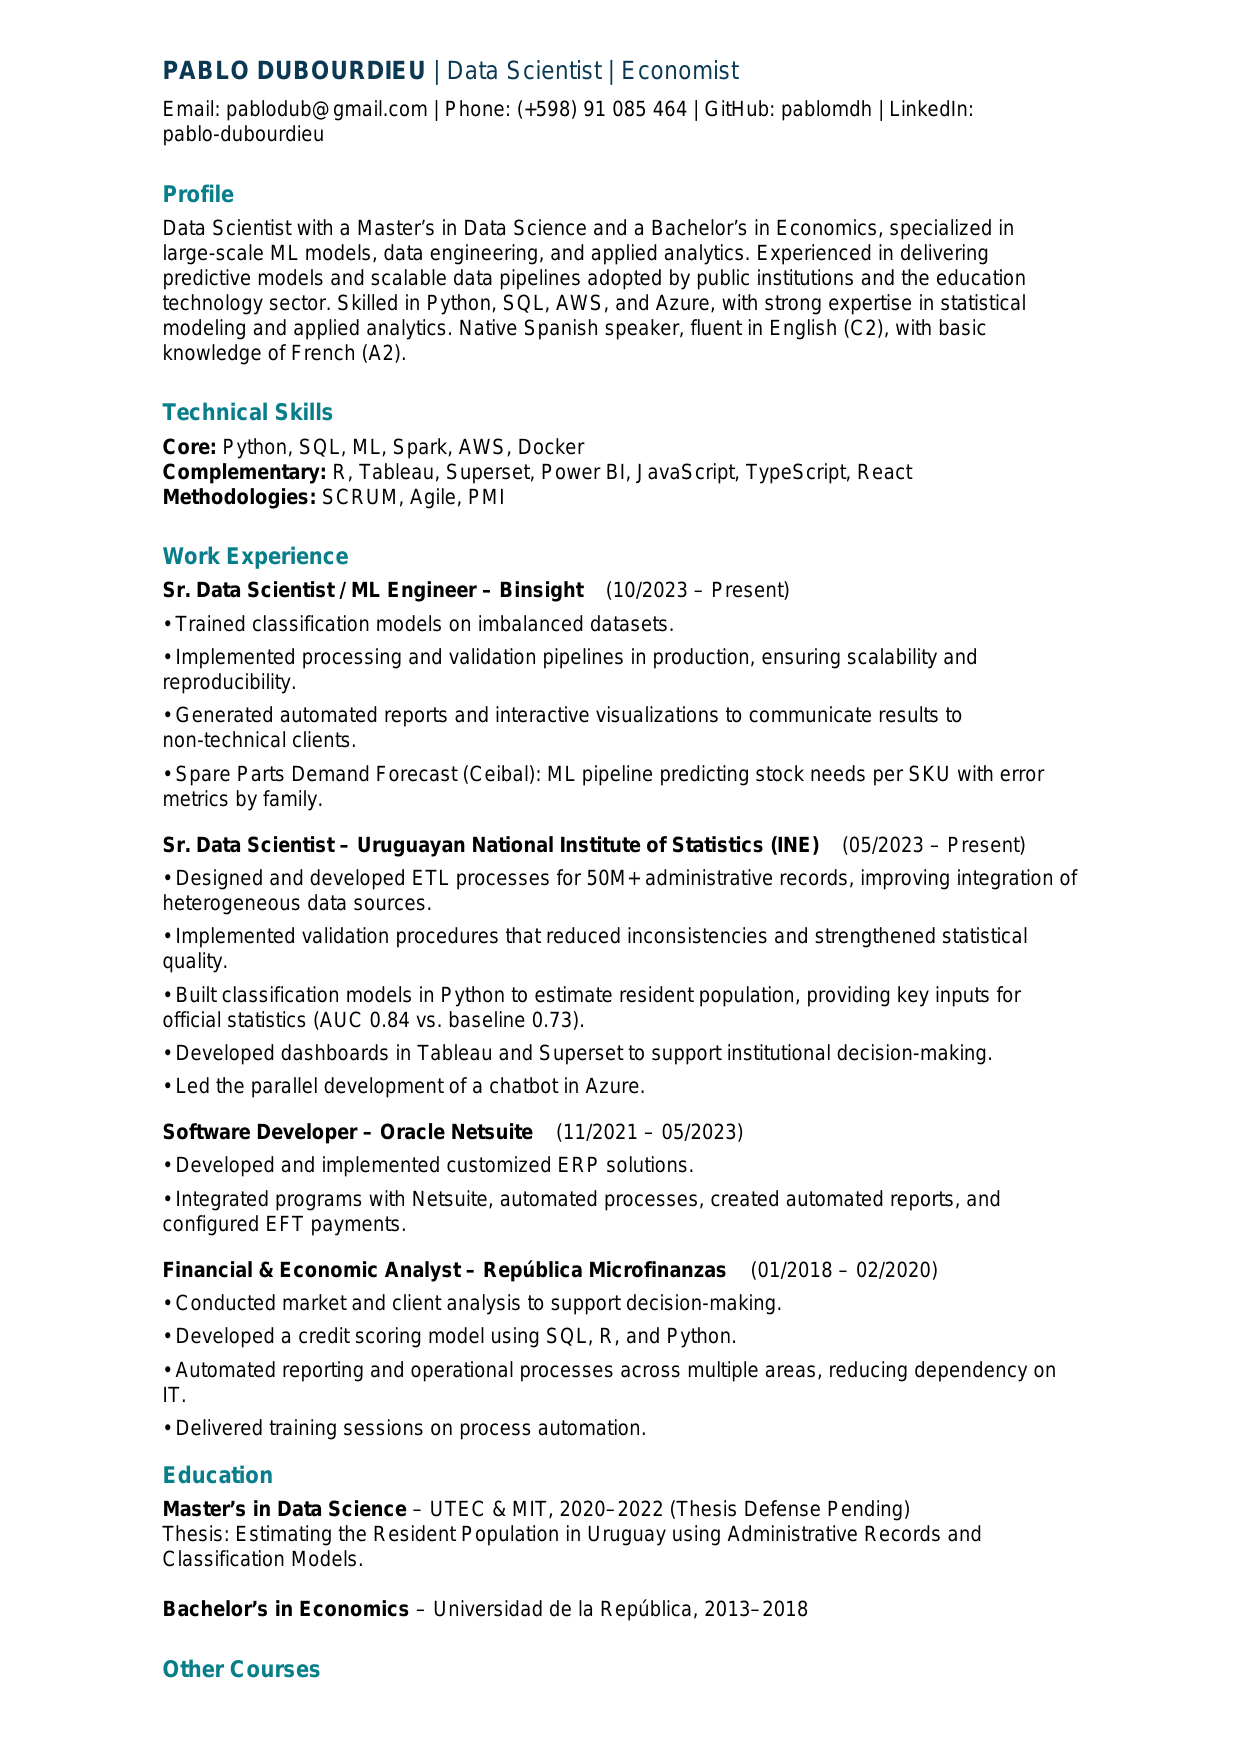 PABLO DUBOURDIEU | Data Scientist | Economist
Email: pablodub@gmail.com | Phone: (+598) 91 085 464 | GitHub: pablomdh | LinkedIn:
pablo-dubourdieu
Profile
Data Scientist with a Master’s in Data Science and a Bachelor’s in Economics, specialized in
large-scale ML models, data engineering, and applied analytics. Experienced in delivering
predictive models and scalable data pipelines adopted by public institutions and the education
technology sector. Skilled in Python, SQL, AWS, and Azure, with strong expertise in statistical
modeling and applied analytics. Native Spanish speaker, fluent in English (C2), with basic
knowledge of French (A2).
Technical Skills
Core: Python, SQL, ML, Spark, AWS, Docker
Complementary: R, Tableau, Superset, Power BI, JavaScript, TypeScript, React
Methodologies: SCRUM, Agile, PMI
Work Experience
Sr. Data Scientist / ML Engineer – Binsight (10/2023 – Present)
• Trained classification models on imbalanced datasets.
• Implemented processing and validation pipelines in production, ensuring scalability and
reproducibility.
• Generated automated reports and interactive visualizations to communicate results to
non-technical clients.
• Spare Parts Demand Forecast (Ceibal): ML pipeline predicting stock needs per SKU with error
metrics by family.
Sr. Data Scientist – Uruguayan National Institute of Statistics (INE) (05/2023 – Present)
• Designed and developed ETL processes for 50M+ administrative records, improving integration of
heterogeneous data sources.
• Implemented validation procedures that reduced inconsistencies and strengthened statistical
quality.
• Built classification models in Python to estimate resident population, providing key inputs for
official statistics (AUC 0.84 vs. baseline 0.73).
• Developed dashboards in Tableau and Superset to support institutional decision-making.
• Led the parallel development of a chatbot in Azure.
Software Developer – Oracle Netsuite (11/2021 – 05/2023)
• Developed and implemented customized ERP solutions.
• Integrated programs with Netsuite, automated processes, created automated reports, and
configured EFT payments.
Financial & Economic Analyst – República Microfinanzas (01/2018 – 02/2020)
• Conducted market and client analysis to support decision-making.
• Developed a credit scoring model using SQL, R, and Python.
• Automated reporting and operational processes across multiple areas, reducing dependency on
IT.
• Delivered training sessions on process automation.
Education
Master’s in Data Science – UTEC & MIT, 2020–2022 (Thesis Defense Pending)
Thesis: Estimating the Resident Population in Uruguay using Administrative Records and
Classification Models.
Bachelor’s in Economics – Universidad de la República, 2013–2018
Other Courses